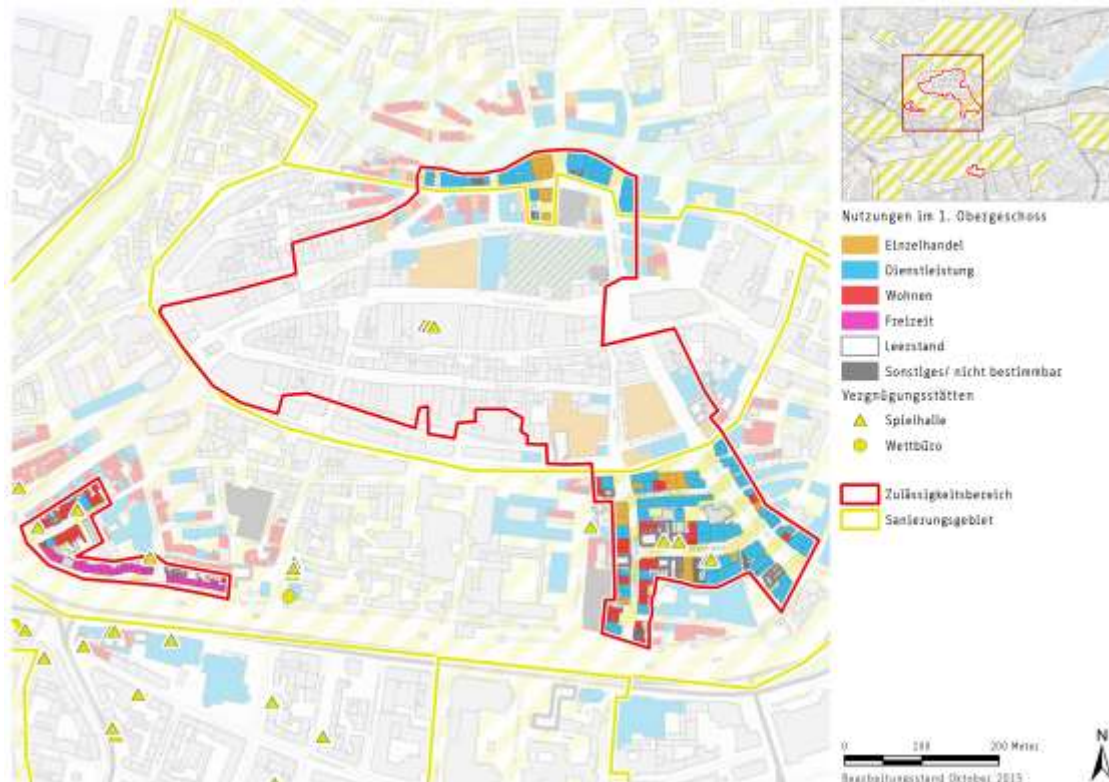 Nutzungen im 1. Obergeschoss
Einzelhandel
Dienstleistung
Wohnen
Freizeit
Leerstand
Sonstiges/ nicht bestimmbar
Vergnügungsstätten
Spielhalle
Wettbüro
Zulässigkeitsbereich
Sanierungsgebiet
0 100 200 Meter
N
Bearbeitungsstand Oktober 2015